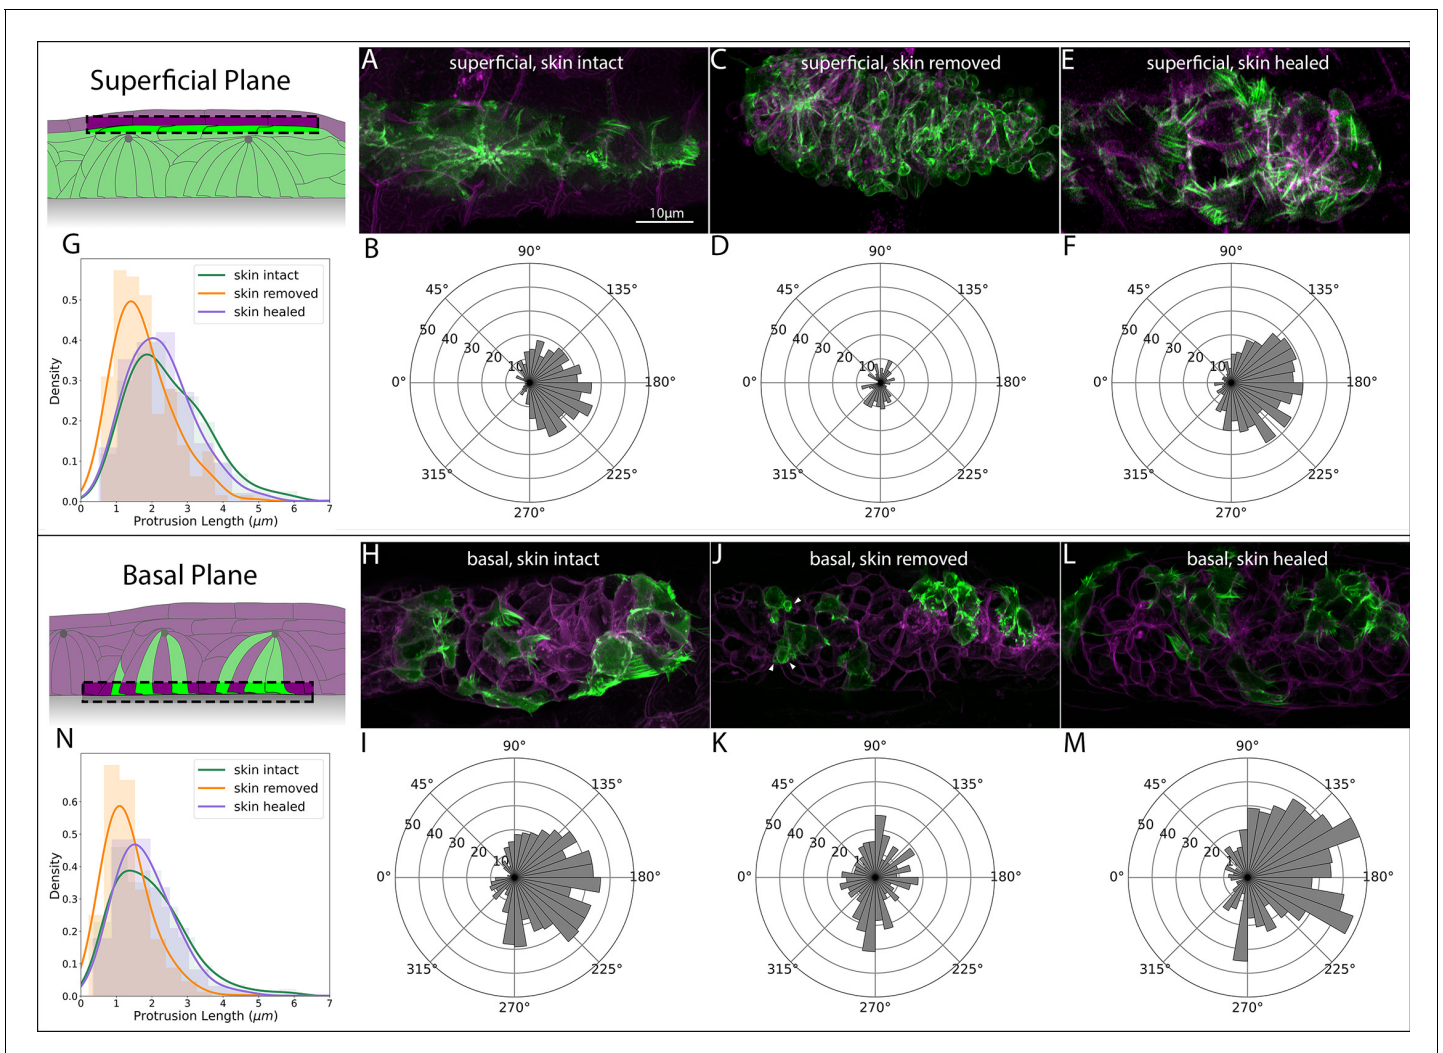 Superficial Plane
A
superficial, skin intact
10μm
C
superficial, skin removed
E
superficial, skin healed
G
skin intact
skin removed
skin healed
Density
0.5
0.4
0.3
0.2
0.1
0.0
0 1 2 3 4 5 6 7
Protrusion Length (μm)
B
90°
45° 135°
50 40 30 20 10
0° 180°
315° 225°
270°
D
90°
45° 135°
50 40 30 20 10
0° 180°
315° 225°
270°
F
90°
45° 135°
50 40 30 20 10
0° 180°
315° 225°
270°
Basal Plane
H
basal, skin intact
J
basal, skin removed
L
basal, skin healed
N
skin intact
skin removed
skin healed
Density
0.6
0.5
0.4
0.3
0.2
0.1
0.0
0 1 2 3 4 5 6 7
Protrusion Length (μm)
I
90°
45° 135°
50 40 30 20 10
0° 180°
315° 225°
270°
K
90°
45° 135°
50 40 30 20
0° 180°
315° 225°
270°
M
90°
45° 135°
50 40 30 20
0° 180°
315° 225°
270°